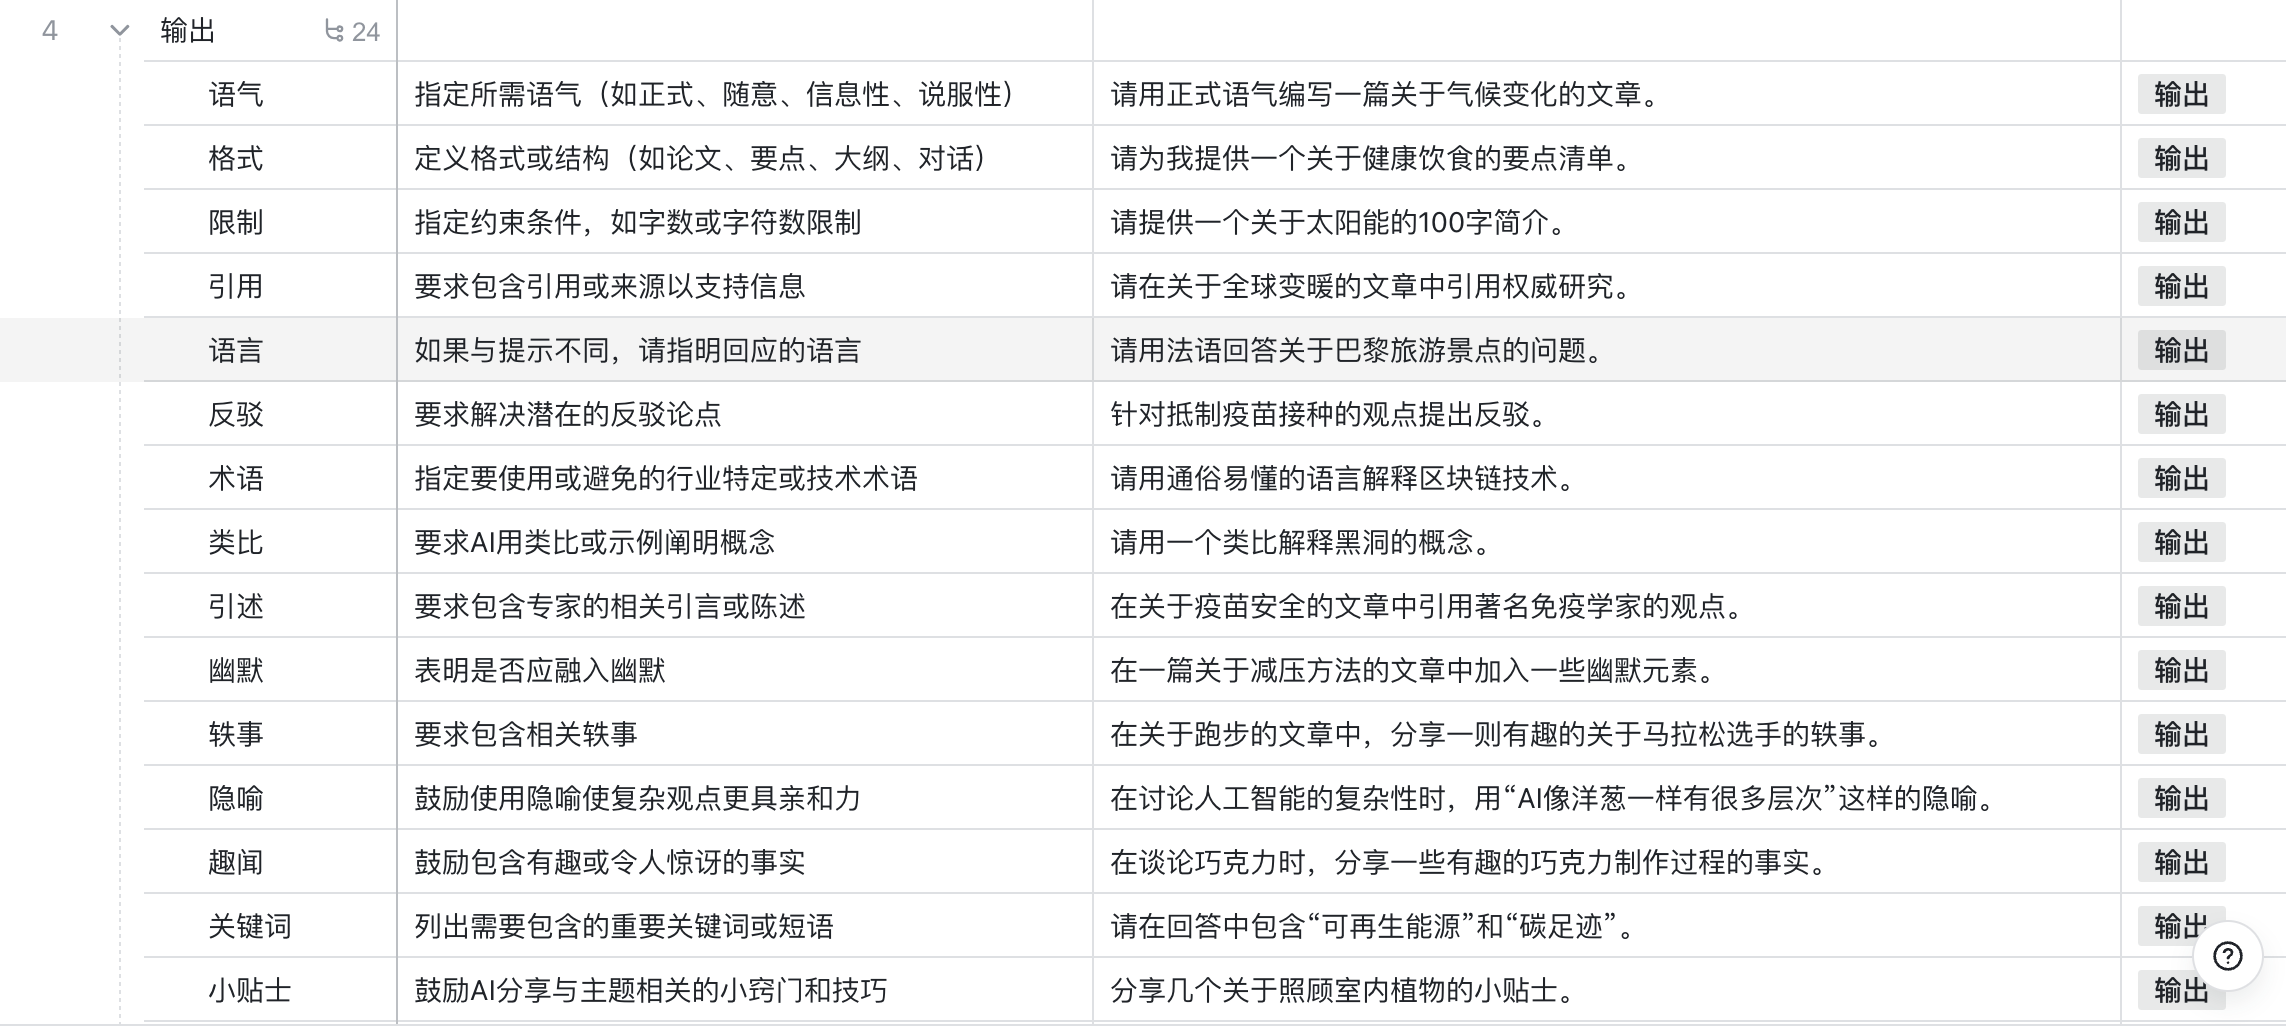 4 输出 24
语气 指定所需语气（如正式、随意、信息性、说服性） 请用正式语气编写一篇关于气候变化的文章。 输出
格式 定义格式或结构（如论文、要点、大纲、对话） 请为我提供一个关于健康饮食的要点清单。 输出
限制 指定约束条件，如字数或字符数限制 请提供一个关于太阳能的100字简介。 输出
引用 要求包含引用或来源以支持信息 请在关于全球变暖的文章中引用权威研究。 输出
语言 如果与提示不同，请指明回应的语言 请用法语回答关于巴黎旅游景点的问题。 输出
反驳 要求解决潜在的反驳论点 针对抵制疫苗接种的观点提出反驳。 输出
术语 指定要使用或避免的行业特定或技术术语 请用通俗易懂的语言解释区块链技术。 输出
类比 要求AI用类比或示例阐明概念 请用一个类比解释黑洞的概念。 输出
引述 要求包含专家的相关引言或陈述 在关于疫苗安全的文章中引用著名免疫学家的观点。 输出
幽默 表明是否应融入幽默 在一篇关于减压方法的文章中加入一些幽默元素。 输出
轶事 要求包含相关轶事 在关于跑步的文章中，分享一则有趣的关于马拉松选手的轶事。 输出
隐喻 鼓励使用隐喻使复杂观点更具亲和力 在讨论人工智能的复杂性时，用“AI像洋葱一样有很多层次”这样的隐喻。 输出
趣闻 鼓励包含有趣或令人惊讶的事实 在谈论巧克力时，分享一些有趣的巧克力制作过程的事实。 输出
关键词 列出需要包含的重要关键词或短语 请在回答中包含“可再生能源”和“碳足迹”。 输出
小贴士 鼓励AI分享与主题相关的小窍门和技巧 分享几个关于照顾室内植物的小贴士。 输出